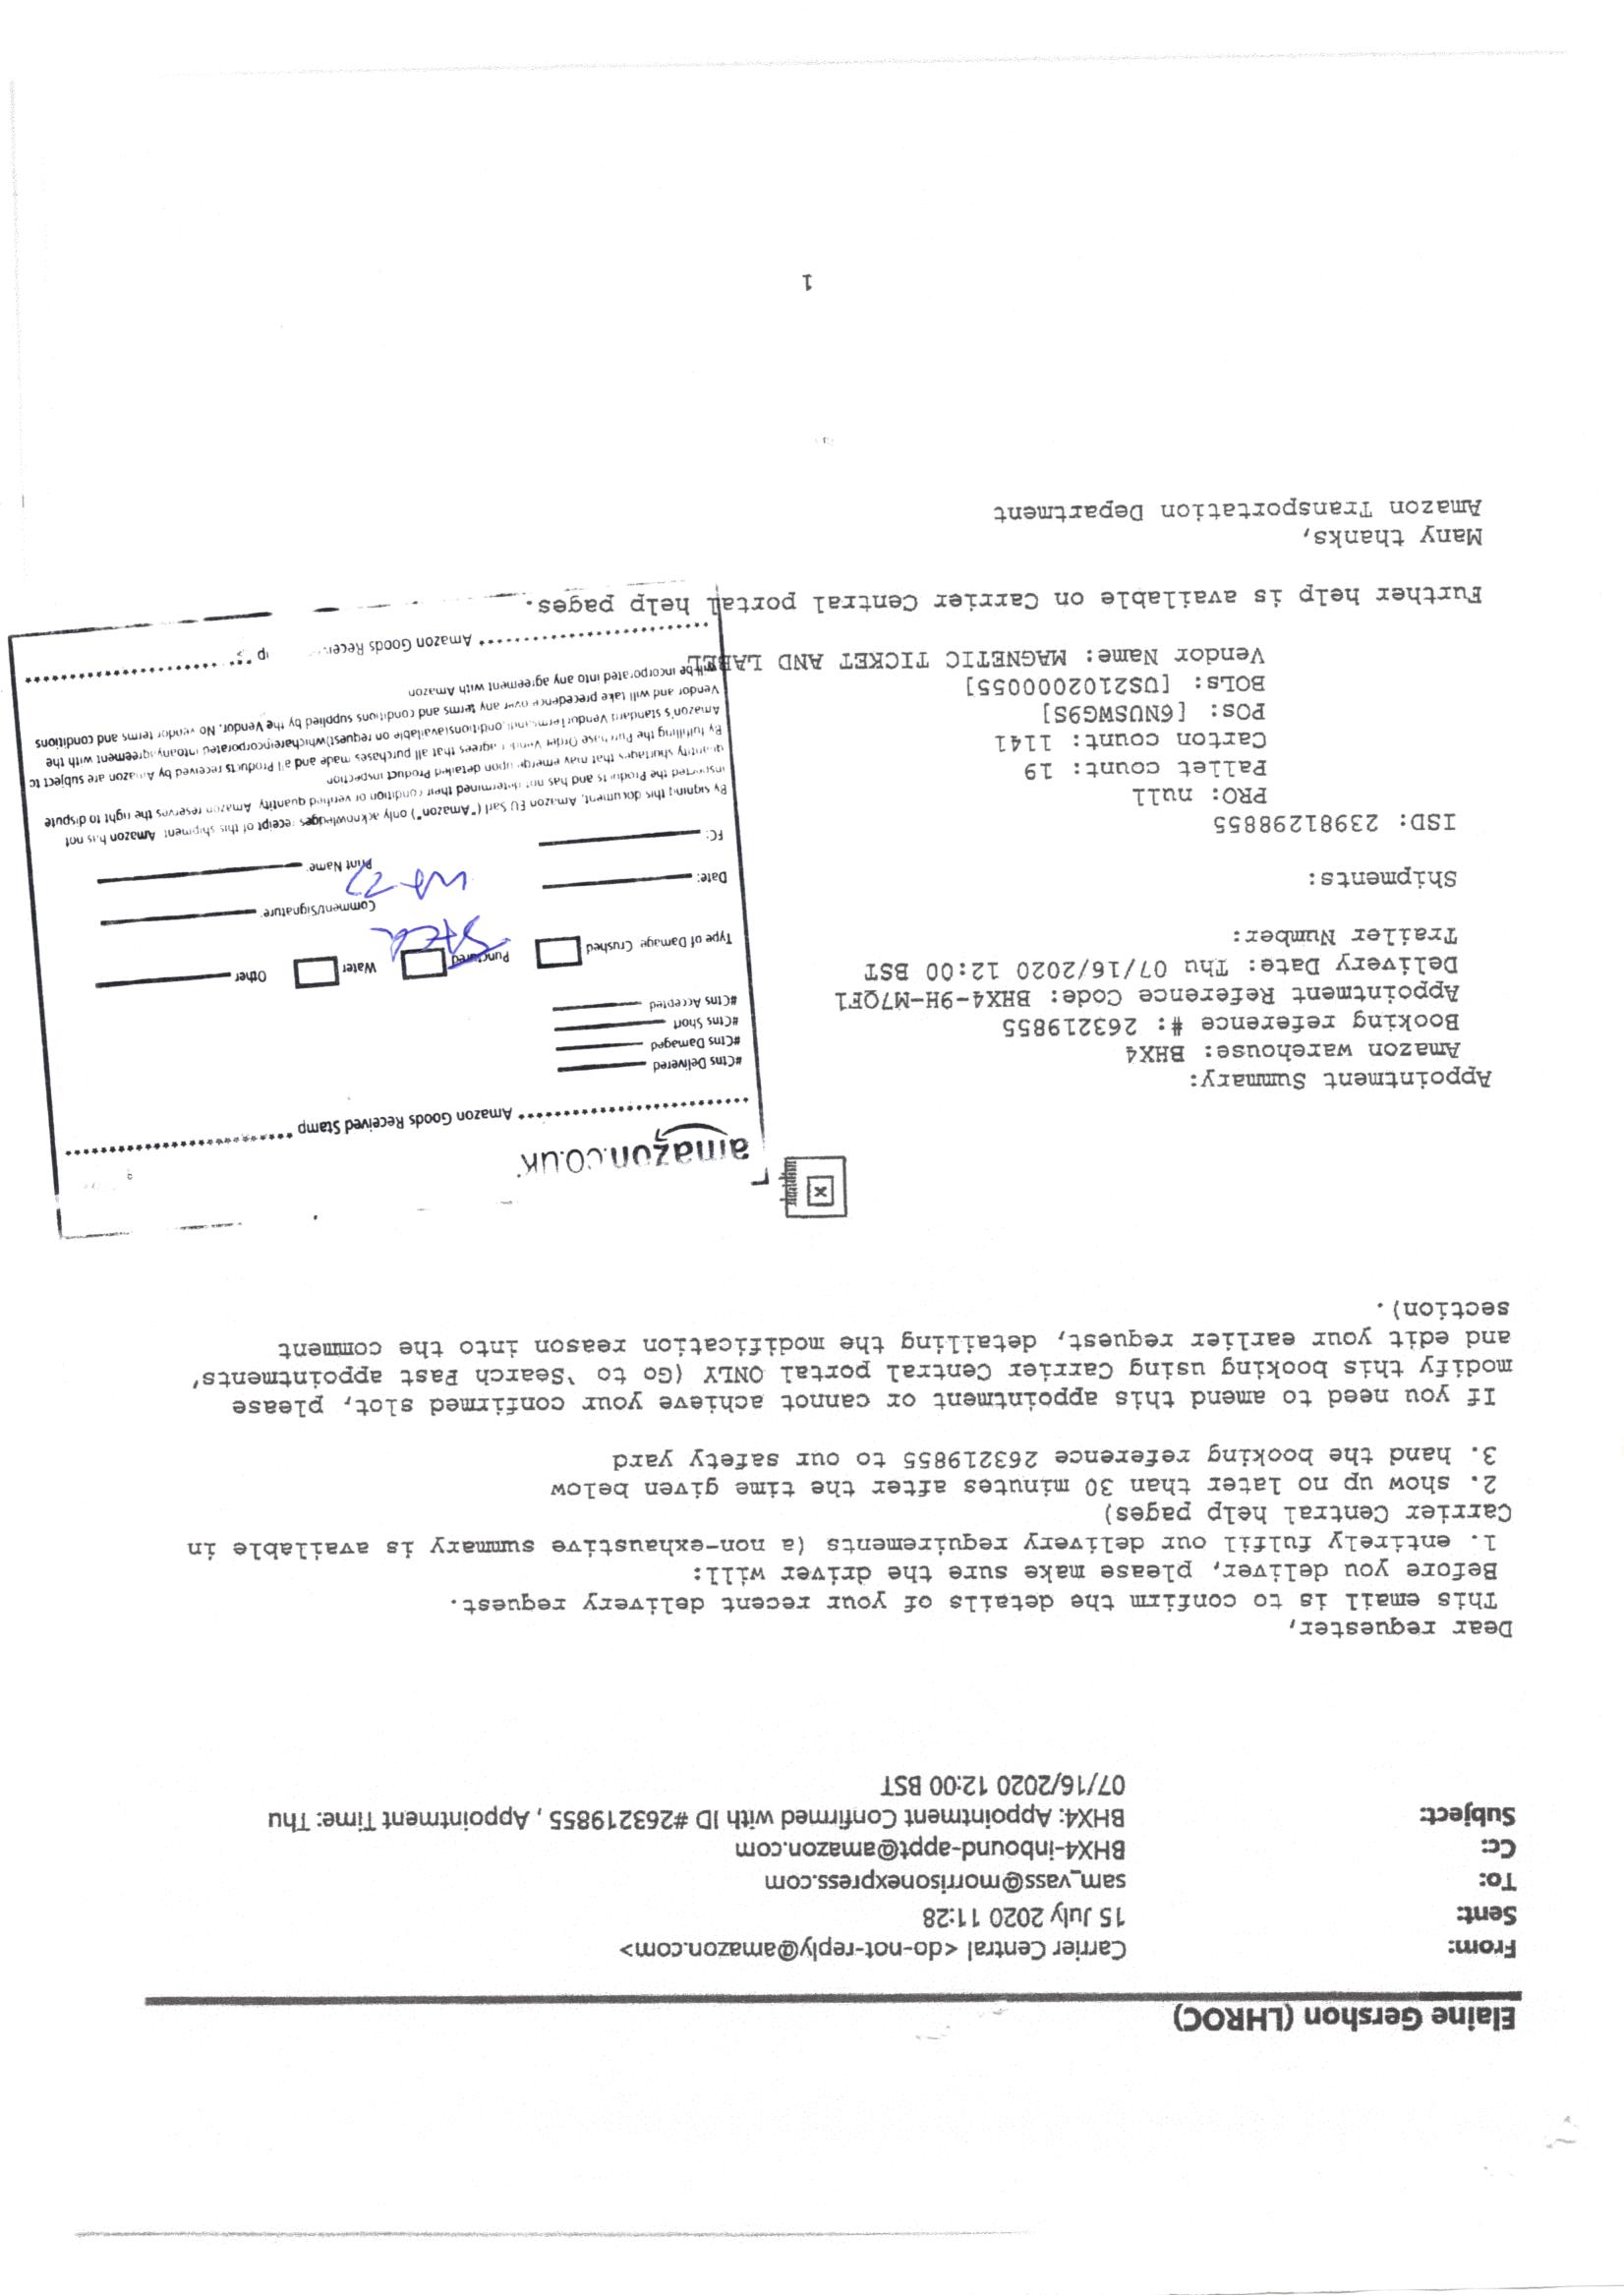 Elaine Gershon (LHROC)
From: Carrier Central <do-not-reply@amazon.com>
Sent: 15 July 2020 11:28
To: sam_vass@morrisonexpress.com
Cc: BHX4-inbound-appt@amazon.com
Subject: BHX4: Appointment Confirmed with ID #263219855 , Appointment Time: Thu
07/16/2020 12:00 BST
Dear requester,
This email is to confirm the details of your recent delivery request.
Before you deliver, please make sure the driver will:
1. entirely fulfil our delivery requirements (a non-exhaustive summary is available in
Carrier Central help pages)
2. show up no later than 30 minutes after the time given below
3. hand the booking reference 263219855 to our safety yard
If you need to amend this appointment or cannot achieve your confirmed slot, please
modify this booking using Carrier Central portal ONLY (Go to ‘Search Past appointments’
and edit your earlier request, detailing the modification reason into the comment
section).
Appointment Summary:
Amazon warehouse: BHX4
Booking reference #: 263219855
Appointment Reference Code: BHX4-9H-M7QF1
Delivery Date: Thu 07/16/2020 12:00 BST
Trailer Number:
Shipments:
ISD: 23981298855
PRO: null
Pallet count: 19
Carton count: 1141
POs: [6NUSWG9S]
BOLs: [US2102000055]
Vendor Name: MAGNETIC TICKET AND LABEL
Further help is available on Carrier Central portal help pages.
Many thanks,
Amazon Transportation Department
amazon.co.uk
Amazon Goods Received Stamp
#Ctns Delivered
#Ctns Damaged
#Ctns Short
#Ctns Accepted
Type of Damage: Crushed Punctured Water Other
Date: Comment/Signature:
FC: Print Name:
By signing this document, Amazon EU Sarl ("Amazon") only acknowledges receipt of this shipment. Amazon has not
inspected the Products and has not determined their condition or verified quantity. Amazon reserves the right to dispute
quantity shortages that may emerge upon detailed Product inspection
By fulfilling the Purchase Order Vendor agrees that all purchases made and all Products received by Amazon are subject to
Amazon's standard Vendor terms and conditions(available on request)which are incorporated into any agreement with the
Vendor and will take precedence over any terms and conditions supplied by the Vendor. No vendor terms and conditions
will be incorporated into any agreement with Amazon
Amazon Goods
1